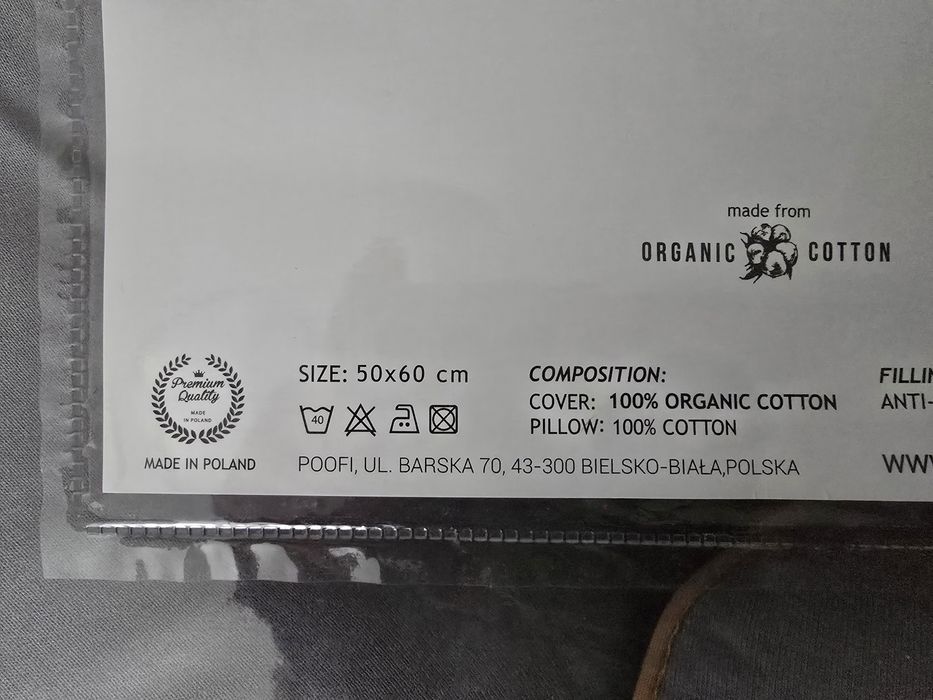 made from
ORGANIC COTTON
Premium
Quality
MADE
IN POLAND
MADE IN POLAND
SIZE: 50x60 cm
40
POOFI, UL. BARSKA 70, 43-300 BIELSKO-BIAŁA,POLSKA
COMPOSITION:
COVER: 100% ORGANIC COTTON
PILLOW: 100% COTTON
ANTI-